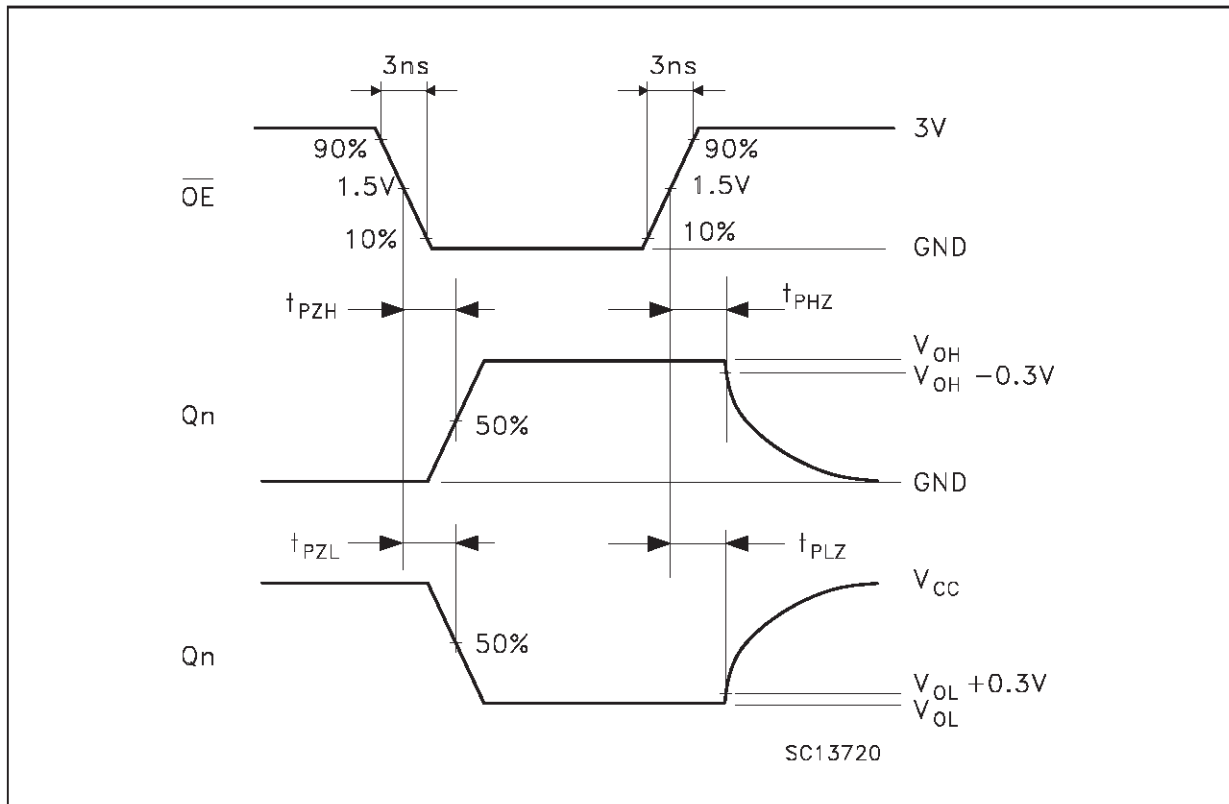 3ns 3ns
3V
90% 90%
O̅E̅ 1.5V 1.5V
10% 10%
GND
tPZH tPHZ
VOH
VOH −0.3V
Qn 50%
GND
tPZL tPLZ
VCC
Qn 50%
VOL +0.3V
VOL
SC13720